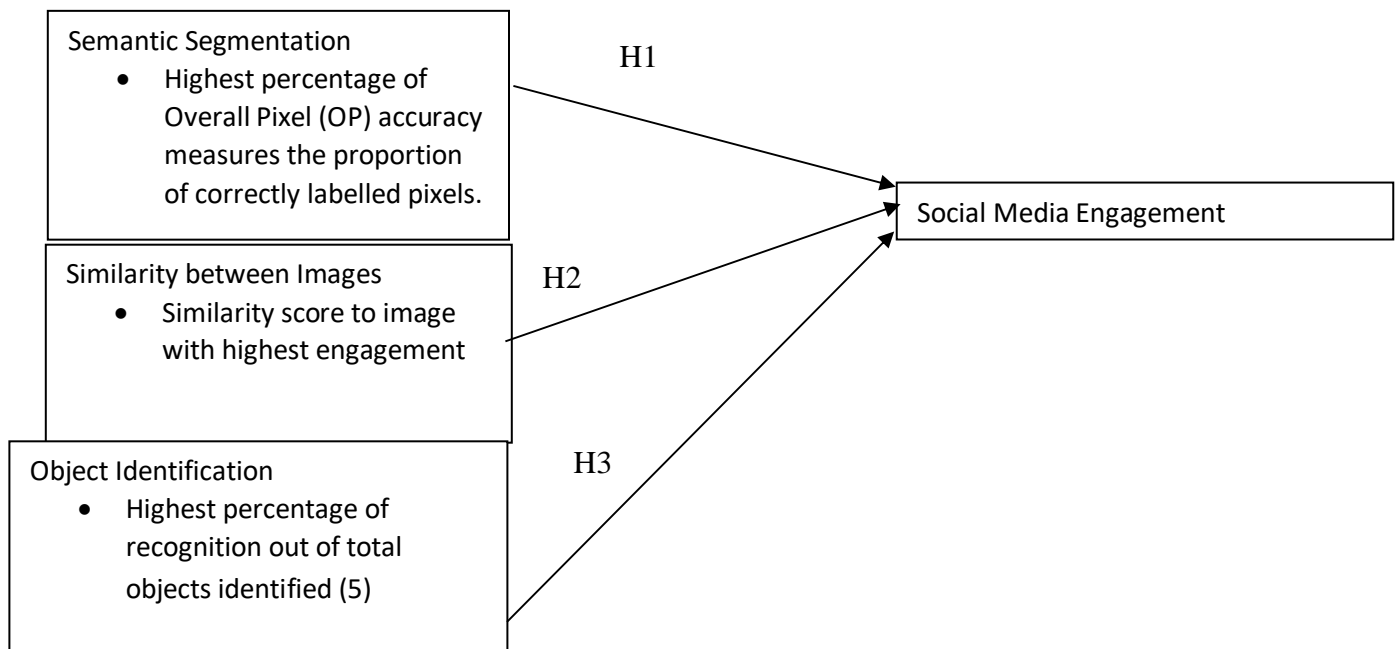 Semantic Segmentation
• Highest percentage of
Overall Pixel (OP) accuracy
measures the proportion
of correctly labelled pixels.
H1
Social Media Engagement
Similarity between Images
• Similarity score to image
with highest engagement
H2
Object Identification
• Highest percentage of
recognition out of total
objects identified (5)
H3